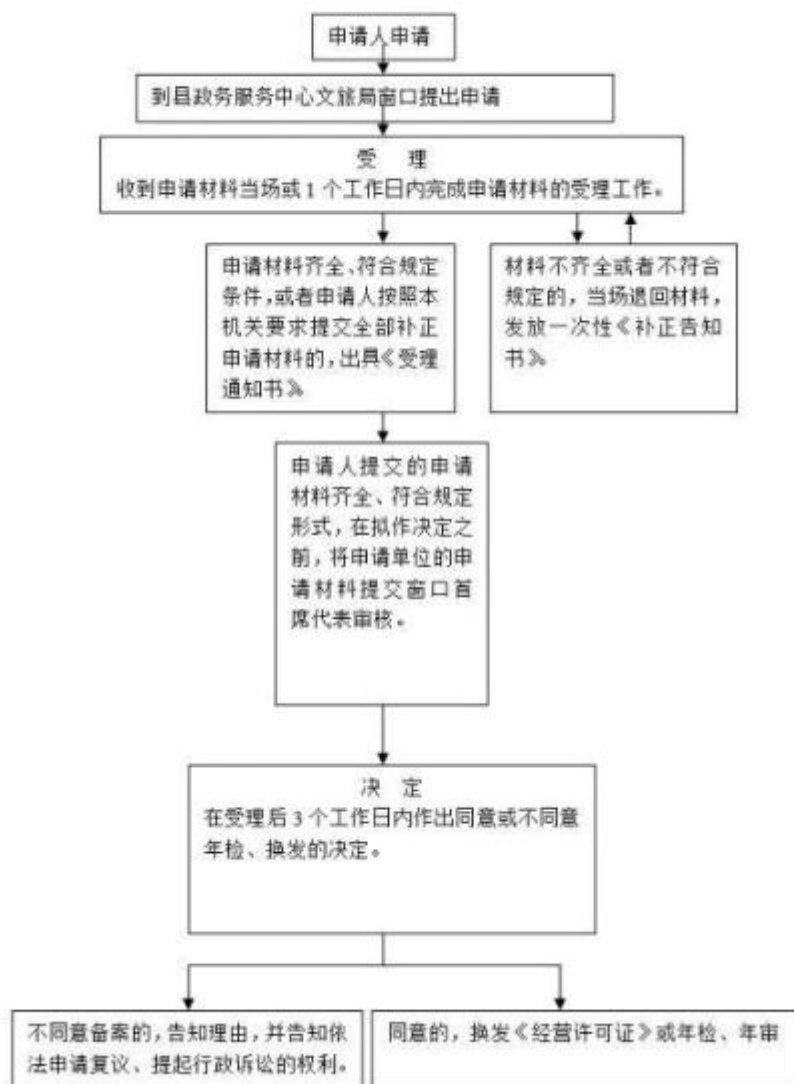 申请人申请
到县政务服务中心文旅局窗口提出申请
受 理
收到申请材料当场或1个工作日内完成申请材料的受理工作。
申请材料齐全、符合规定
条件,或者申请人按照本
机关要求提交全部补正
申请材料的,出具《受理
通知书》
材料不齐全或者不符合
规定的,当场退回材料,
发放一次性《补正告知
书》
申请人提交的申请
材料齐全、符合规定
形式,在拟作决定之
前,将申请单位的申
请材料提交窗口首
席代表审核。
决 定
在受理后3个工作日内作出同意或不同意
年检、换发的决定。
不同意备案的,告知理由,并告知依
法申请复议、提起行政诉讼的权利。
同意的,换发《经营许可证》或年检、年审